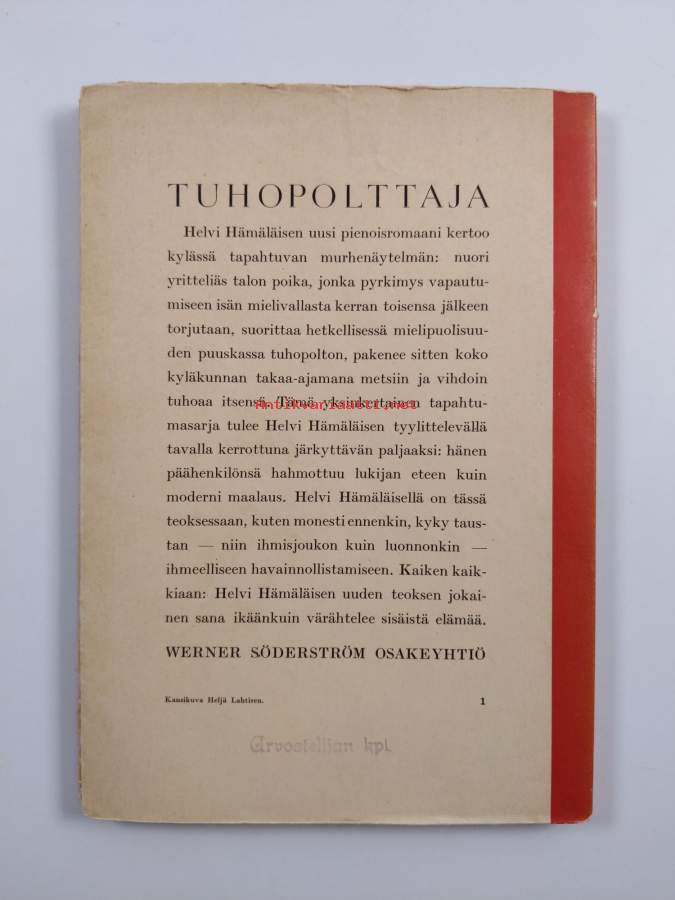 TUHOPOLTTAJA
Helvi Hämäläisen uusi pienoisromaani kertoo
kylässä tapahtuvan murhenäytelmän: nuori
yritteliäs talon poika, jonka pyrkimys vapautu-
miseen isän mielivallasta kerran toisensa jälkeen
torjutaan, suorittaa hetkellisessä mielipuolisuu-
den puuskassa tuhopolton, pakenee sitten koko
kyläkunnan takaa-ajamana metsiin ja vihdoin
tuhoaa itsensä. Tämä yksinkertainen tapahtu-
Antikvariaatti.net
masarja tulee Helvi Hämäläisen tyylittelevällä
tavalla kerrottuna järkyttävän paljaaksi: hänen
päähenkilönsä hahmottuu lukijan eteen kuin
moderni maalaus. Helvi Hämäläisellä on tässä
teoksessaan, kuten monesti ennenkin, kyky taus-
tan — niin ihmisjoukon kuin luonnonkin —
ihmeelliseen havainnollistamiseen. Kaiken kaik-
kiaan: Helvi Hämäläisen uuden teoksen jokai-
nen sana ikäänkuin värähtelee sisäistä elämää.
WERNER SÖDERSTRÖM OSAKEYHTIÖ
Kansikuva Heljä Lahtisen. 1
Arvostelijan kpl.